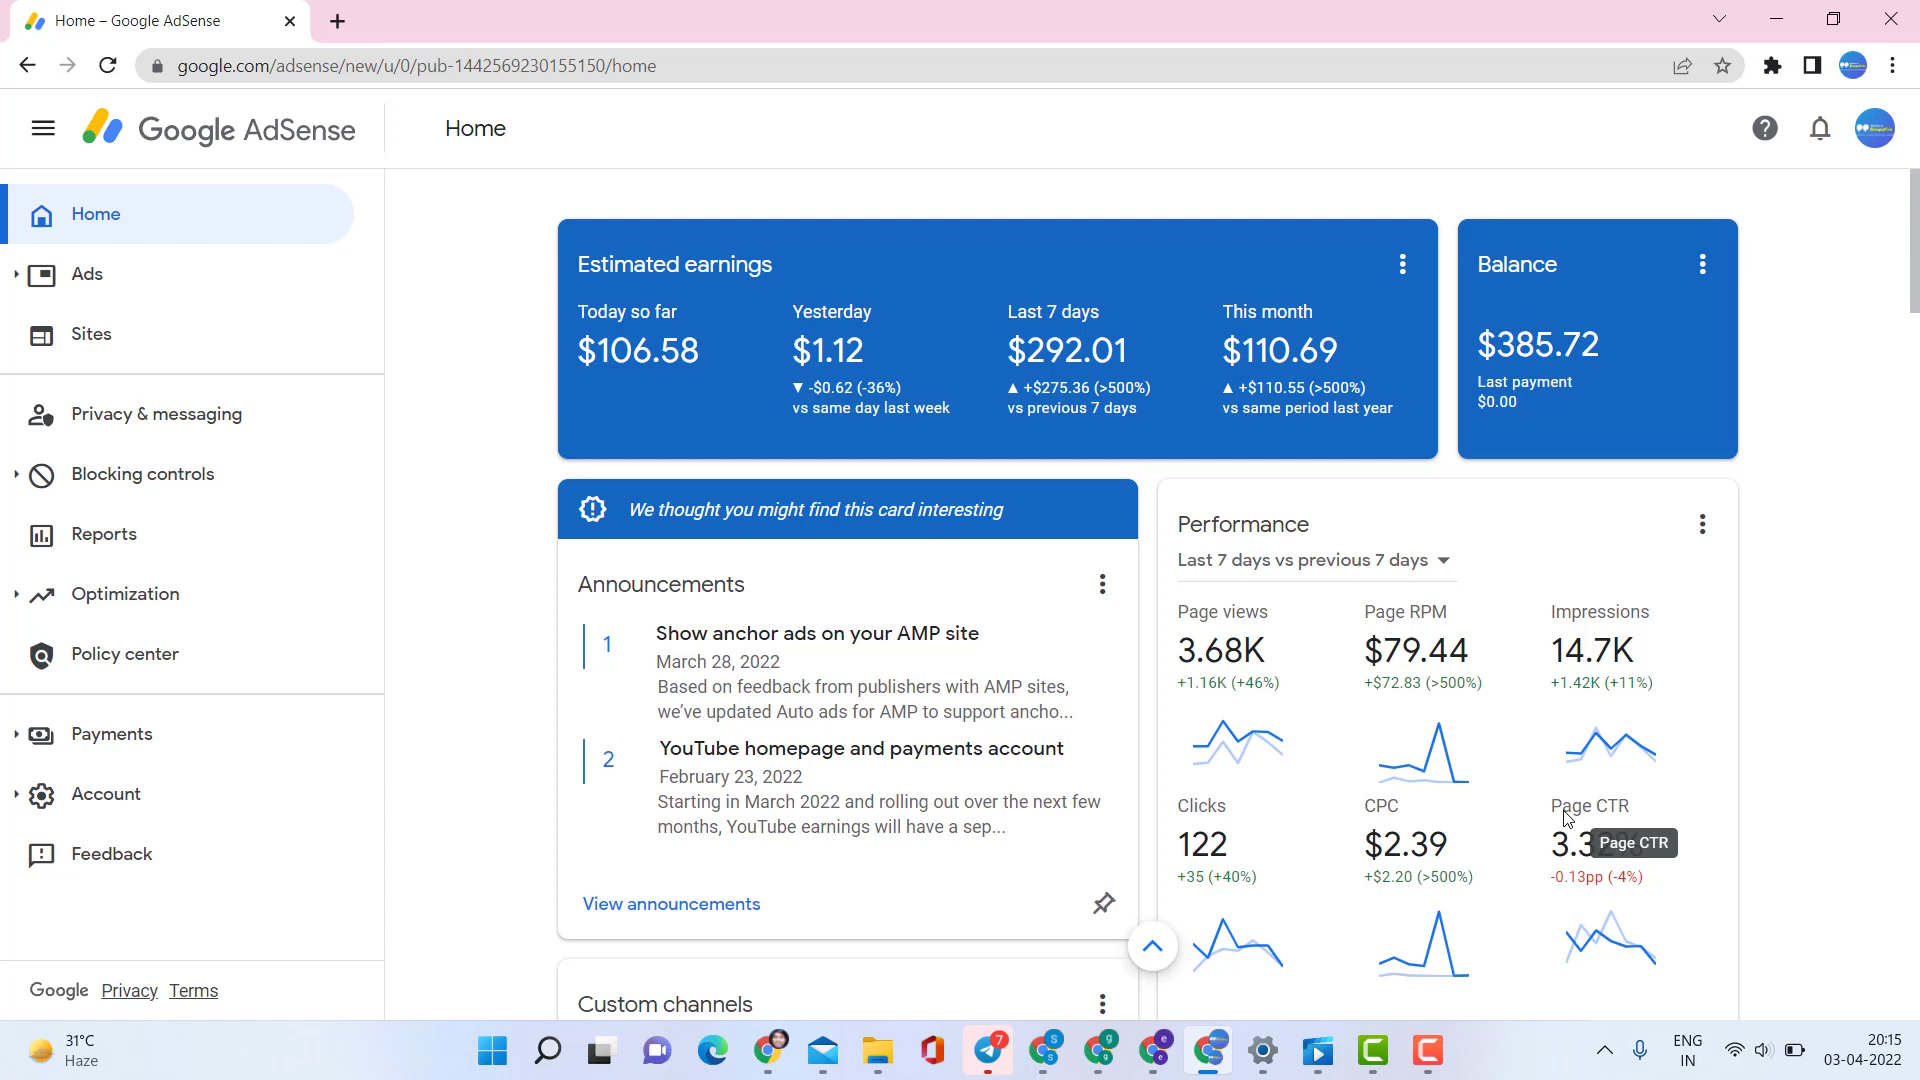 Home – Google AdSense
google.com/adsense/new/u/0/pub-1442569230155150/home
Google AdSense
Home
Home
Ads
Sites
Privacy & messaging
Blocking controls
Reports
Optimization
Policy center
Payments
Account
Feedback
Google Privacy Terms
Estimated earnings
Today so far
$106.58
Yesterday
$1.12
-$0.62 (-36%)
vs same day last week
Last 7 days
$292.01
+$275.36 (>500%)
vs previous 7 days
This month
$110.69
+$110.55 (>500%)
vs same period last year
Balance
$385.72
Last payment
$0.00
We thought you might find this card interesting
Announcements
1
Show anchor ads on your AMP site
March 28, 2022
Based on feedback from publishers with AMP sites,
we've updated Auto ads for AMP to support ancho...
2
YouTube homepage and payments account
February 23, 2022
Starting in March 2022 and rolling out over the next few
months, YouTube earnings will have a sep...
View announcements
Custom channels
Performance
Last 7 days vs previous 7 days
Page views
3.68K
+1.16K (+46%)
Page RPM
$79.44
+$72.83 (>500%)
Impressions
14.7K
+1.42K (+11%)
Clicks
122
+35 (+40%)
CPC
$2.39
+$2.20 (>500%)
Page CTR
Page CTR
-0.13pp (-4%)
31°C
Haze
7
ENG
IN
20:15
03-04-2022